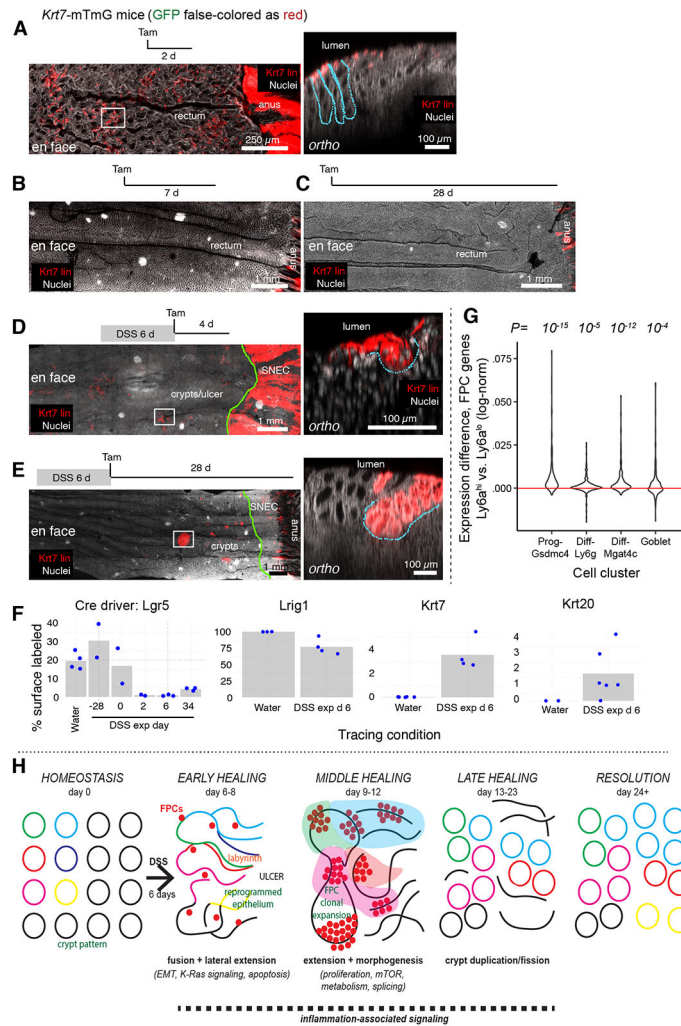 Krt7-mTmG mice (GFP false-colored as red)
A
Tam
2 d
Krt7 lin
Nuclei
anus
rectum
en face
250 µm
lumen
Krt7 lin
Nuclei
ortho
100 µm
B
Tam
7 d
en face
rectum
Krt7 lin
Nuclei
anus
1 mm
C
Tam
28 d
en face
rectum
Krt7 lin
Nuclei
anus
1 mm
D
Tam
DSS 6 d
4 d
en face
SNEC
crypts/ulcer
Krt7 lin
Nuclei
1 mm
lumen
Krt7 lin
Nuclei
ortho
100 µm
E
Tam
DSS 6 d
28 d
en face
SNEC
anus
crypts
Krt7 lin
Nuclei
1 mm
lumen
ortho
100 µm
G
P= 10-15 10-5 10-12 10-4
Expression difference, FPC genes
Ly6ahi vs. Ly6alo (log-norm)
.075
0.050
0.025
.000
Prog-Gsdmc4
Diff-Ly6g
Diff-Mgat4c
Goblet
Cell cluster
F
Cre driver: Lgr5
Lrig1
Krt7
Krt20
% surface labeled
40
30
20
10
0
Water
-28
0
2
6
34
DSS exp day
100
75
50
25
0
Water
DSS exp d 6
4
2
0
Water
DSS exp d 6
4
3
2
1
0
Water
DSS exp d 6
Tracing condition
H
HOMEOSTASIS
day 0
EARLY HEALING
day 6-8
MIDDLE HEALING
day 9-12
LATE HEALING
day 13-23
RESOLUTION
day 24+
FPCs
DSS
6 days
labyrinth
ULCER
reprogrammed
epithelium
FPC
clonal
expansion
crypt pattern
fusion + lateral extension
(EMT, K-Ras signaling, apoptosis)
extension + morphogenesis
(proliferation, mTOR,
metabolism, splicing)
crypt duplication/fission
inflammation-associated signaling